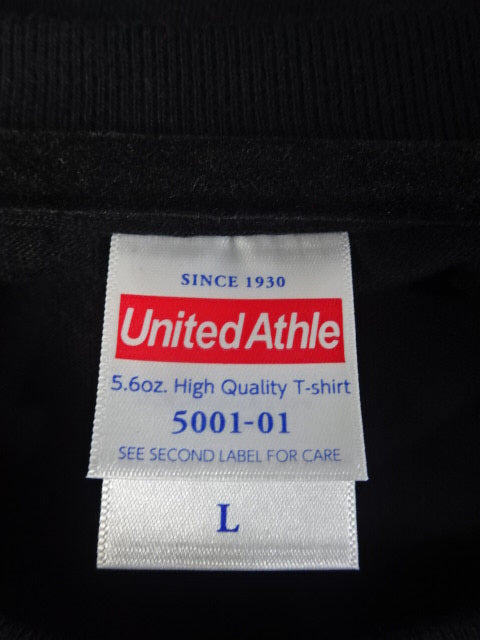 SINCE 1930
United Athle
5.6oz. High Quality T-shirt
5001-01
SEE SECOND LABEL FOR CARE
L